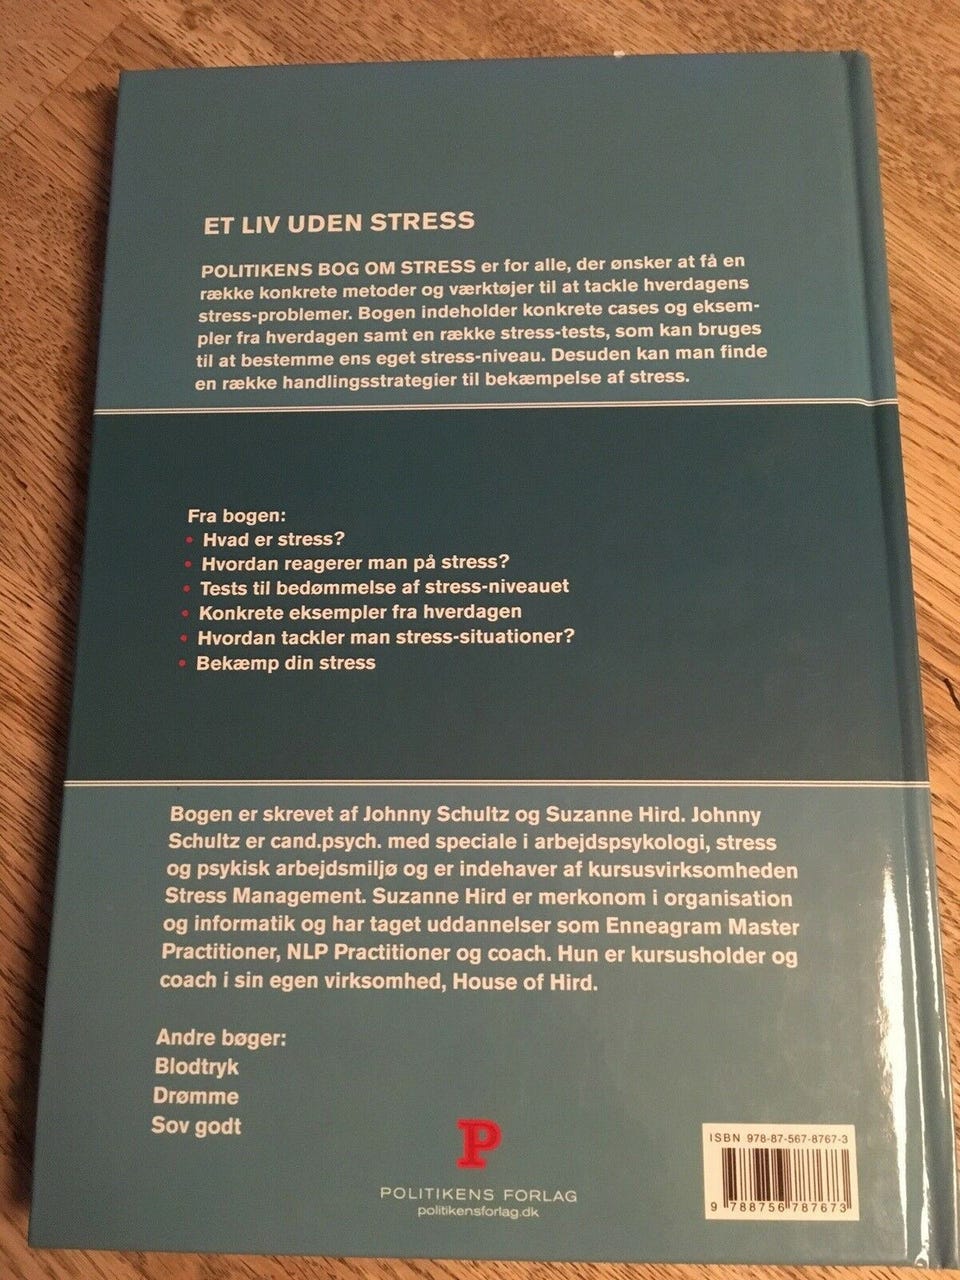 ET LIV UDEN STRESS
POLITIKENS BOG OM STRESS er for alle, der ønsker at få en
række konkrete metoder og værktøjer til at tackle hverdagens
stress-problemer. Bogen indeholder konkrete cases og eksem-
pler fra hverdagen samt en række stress-tests, som kan bruges
til at bestemme ens eget stress-niveau. Desuden kan man finde
en række handlingsstrategier til bekæmpelse af stress.
Fra bogen:
• Hvad er stress?
• Hvordan reagerer man på stress?
• Tests til bedømmelse af stress-niveauet
• Konkrete eksempler fra hverdagen
• Hvordan tackler man stress-situationer?
• Bekæmp din stress
Bogen er skrevet af Johnny Schultz og Suzanne Hird. Johnny
Schultz er cand.psych. med speciale i arbejdspsykologi, stress
og psykisk arbejdsmiljø og er indehaver af kursusvirksomheden
Stress Management. Suzanne Hird er merkonom i organisation
og informatik og har taget uddannelser som Enneagram Master
Practitioner, NLP Practitioner og coach. Hun er kursusholder og
coach i sin egen virksomhed, House of Hird.
Andre bøger:
Blodtryk
Drømme
Sov godt
P
POLITIKENS FORLAG
politikensforlag.dk
ISBN 978-87-567-8767-3
9 788756 787673